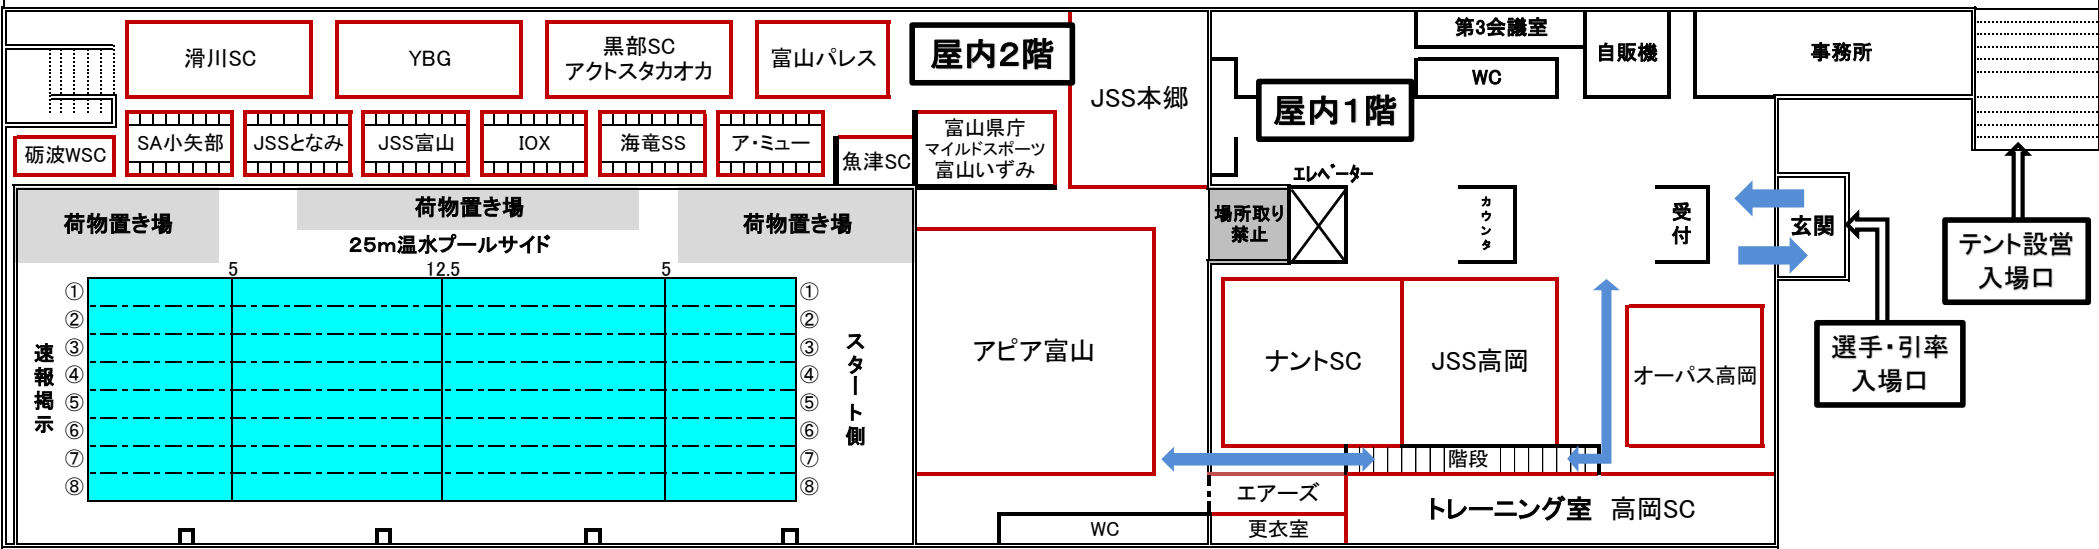 滑川SC
YBG
黒部SC
アクトスタカオカ
富山パレス
屋内2階
JSS本郷
第3会議室
WC
自販機
事務所
屋内1階
砺波WSC
SA小矢部
JSSとなみ
JSS富山
IOX
海竜SS
ア・ミュー
魚津SC
富山県庁
マイルドスポーツ
富山いずみ
エレベーター
場所取り
禁止
カウンタ
受付
玄関
テント設営
入場口
選手・引率
入場口
荷物置き場
荷物置き場
荷物置き場
25m温水プールサイド
5
12.5
5
①
②
③
④
⑤
⑥
⑦
⑧
①
②
③
④
⑤
⑥
⑦
⑧
速報掲示
スタート側
アピア富山
ナントSC
JSS高岡
オーパス高岡
階段
エアーズ
更衣室
WC
トレーニング室 高岡SC